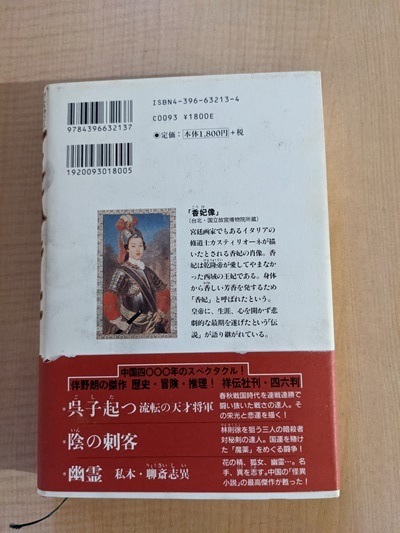 ISBN4-396-63213-4
C0093 ¥1800E
定価：本体1,800円＋税
9784396632137
1920093018005
「香妃像」
（台北・国立故宮博物院所蔵）
宮廷画家でもあるイタリアの
修道士カスティリオーネが描
いたとされる香妃の肖像。香
妃は乾隆帝が愛してやまなか
った西域の王妃である。身体
から香しい芳香を発するため
「香妃」と呼ばれたという。
皇帝に、生涯、心を開かず悲
劇的な最期を遂げたという「伝
説」が語り継がれている。
中国四〇〇〇年のスペクタクル！
伴野朗の傑作 歴史・冒険・推理！ 祥伝社刊・四六判
呉子起つ 流転の天才将軍
春秋戦国時代を連戦連勝で
闘い抜いた戦さの達人。そ
の栄光と悲運を描く！
陰の刺客
林則徐を狙う三人の暗殺者
対秘剣の達人。国運を賭け
た「魔薬」をめぐる闘争！
幽霊 私本・聊斎志異
花の精、狐女、幽霊…。名
手、異を志す。中国の「怪異
小説」の最高傑作が甦った！